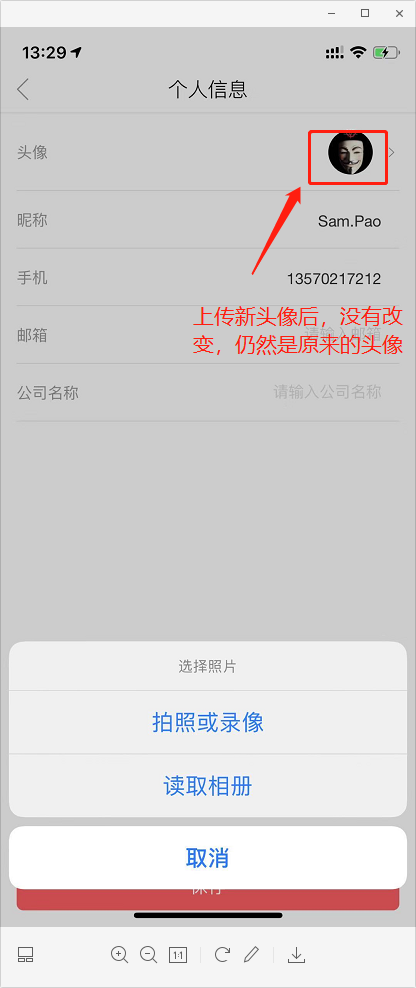 13:29
个人信息
头像
昵称
Sam.Pao
手机
13570217212
上传新头像后，没有改
邮箱
请输入邮箱
变，仍然是原来的头像
公司名称
请输入公司名称
选择照片
拍照或录像
读取相册
取消
保存
1:1